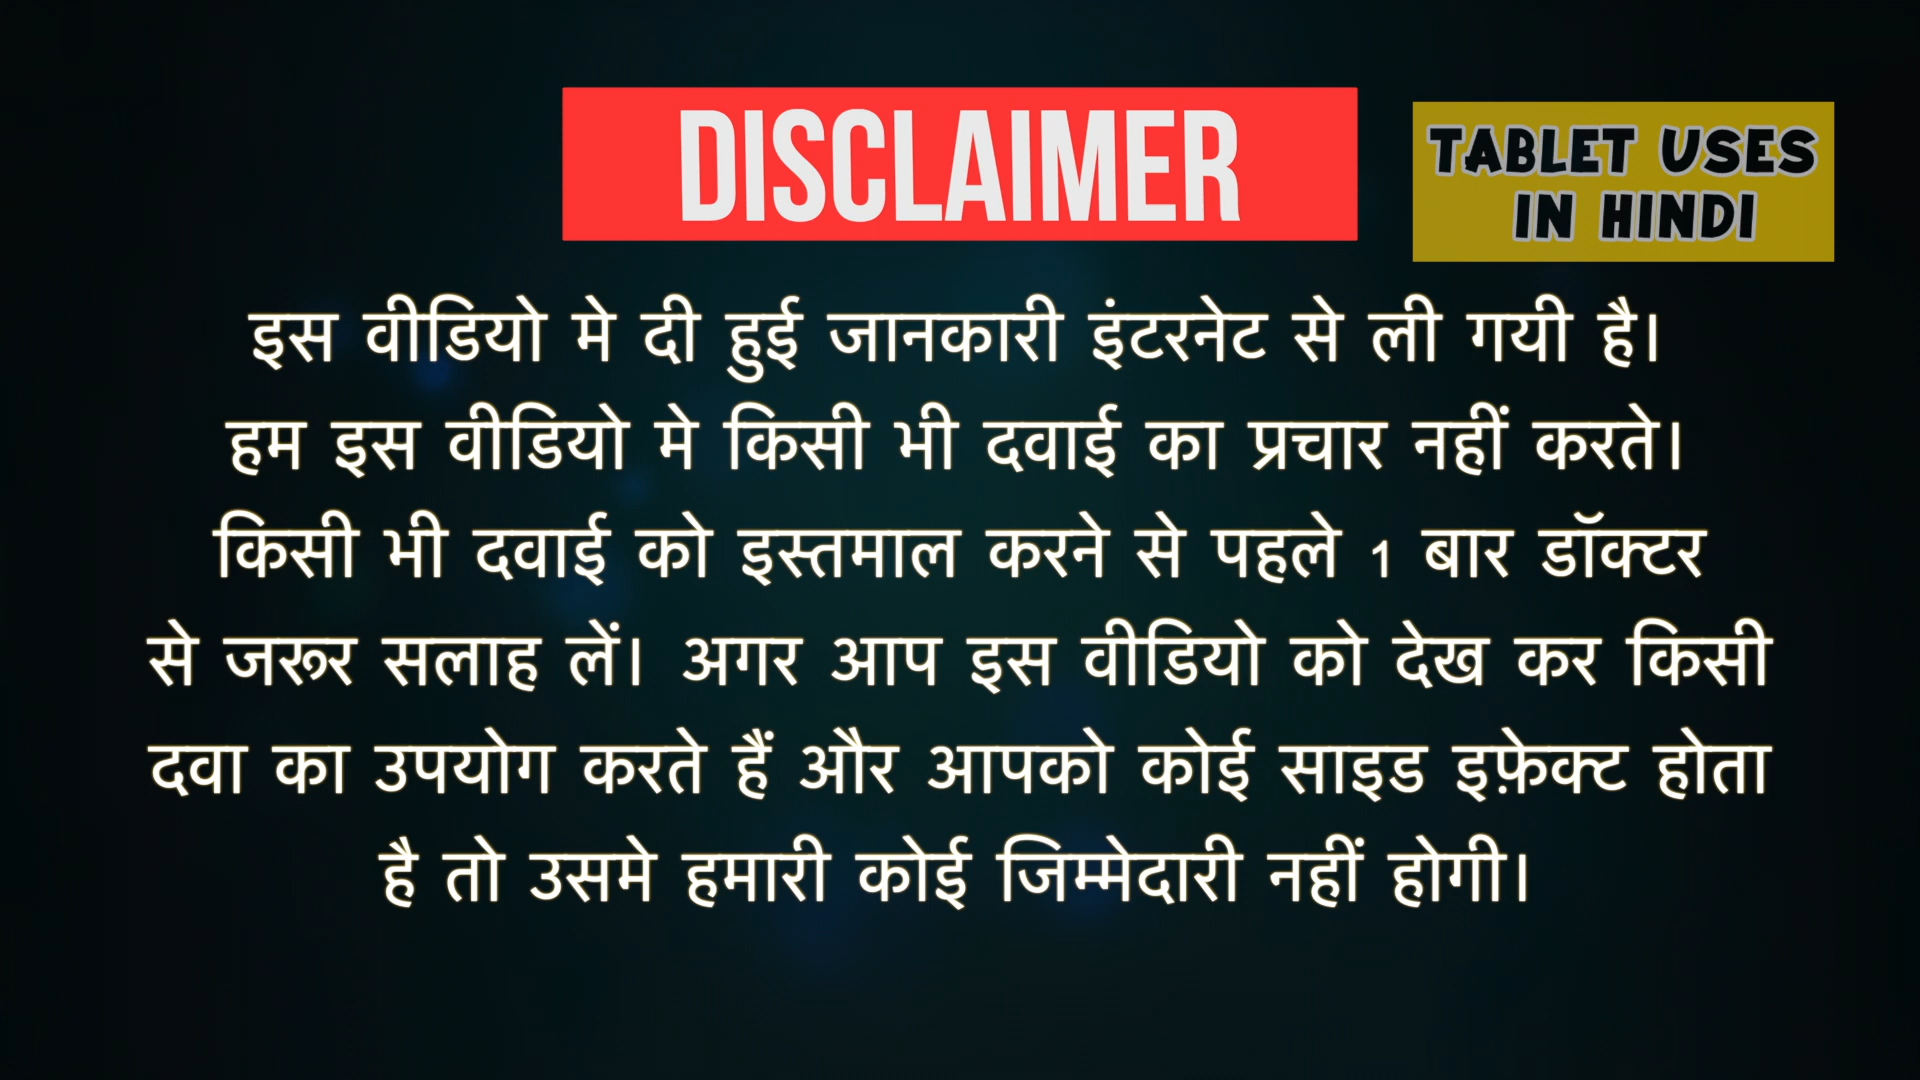 DISCLAIMER
TABLET USES
IN HINDI
इस वीडियो मे दी हुई जानकारी इंटरनेट से ली गयी है।
हम इस वीडियो मे किसी भी दवाई का प्रचार नहीं करते।
किसी भी दवाई को इस्तमाल करने से पहले 1 बार डॉक्टर
से जरूर सलाह लें। अगर आप इस वीडियो को देख कर किसी
दवा का उपयोग करते हैं और आपको कोई साइड इफ़ेक्ट होता
है तो उसमे हमारी कोई जिम्मेदारी नहीं होगी।